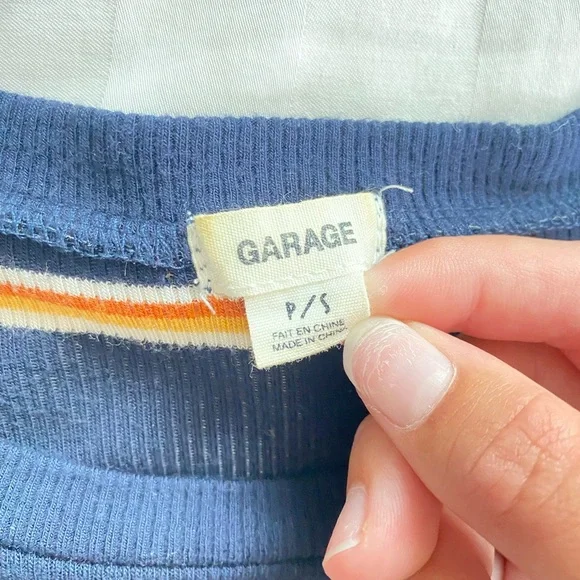 GARAGE
P/S
FAIT EN CHINE
MADE IN CHINA